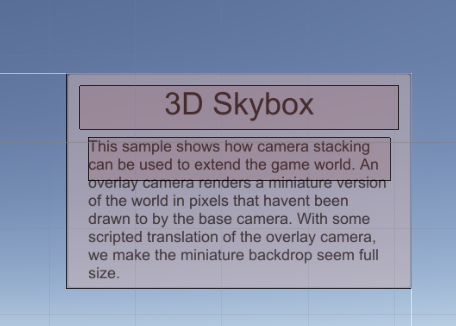 3D Skybox
This sample shows how camera stacking
can be used to extend the game world. An
overlay camera renders a miniature version
of the world in pixels that havent been
drawn to by the base camera. With some
scripted translation of the overlay camera,
we make the miniature backdrop seem full
size.